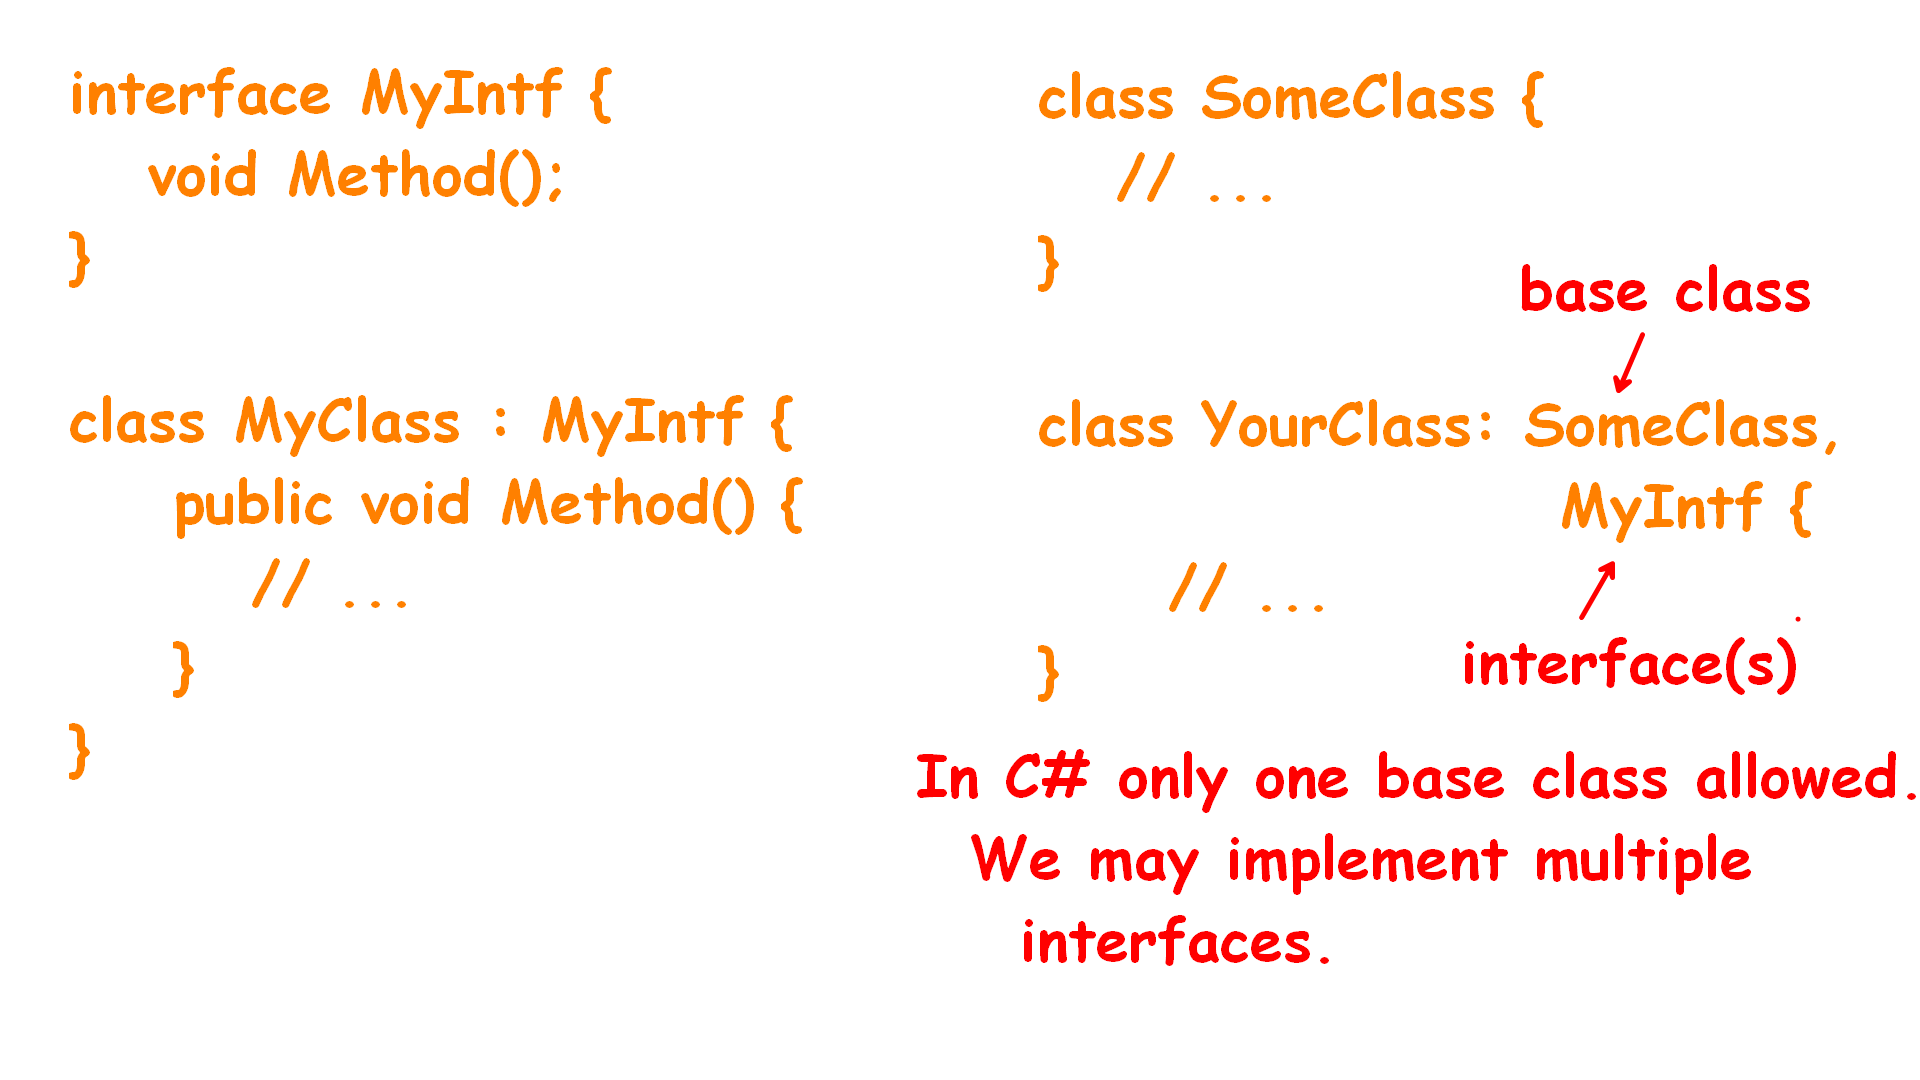 interface MyIntf {
void Method();
}
class MyClass : MyIntf {
public void Method() {
// ...
}
}
class SomeClass {
// ...
}
base class
class YourClass: SomeClass,
MyIntf {
// ...
}
interface(s)
In C# only one base class allowed.
We may implement multiple
interfaces.